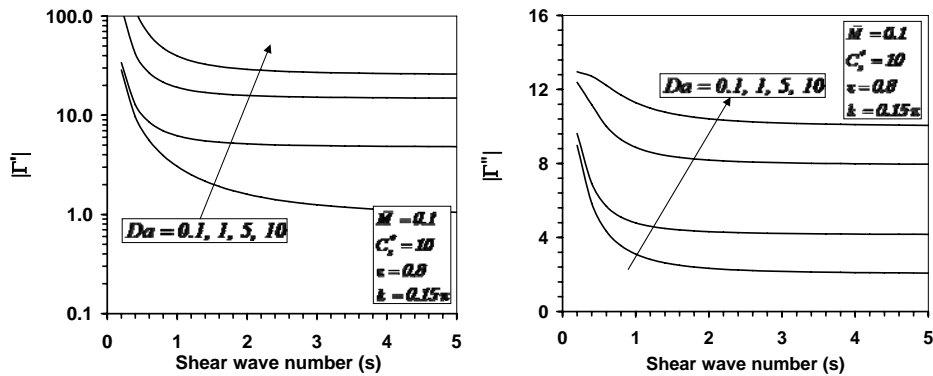 100.0
10.0
1.0
0.1
|Γ'|
0 1 2 3 4 5
Shear wave number (s)
Da = 0.1, 1, 5, 10
M̄ = 0.1
C_s^* = 10
τ = 0.8
k = 0.15π
16
12
8
4
0
|Γ''|
0 1 2 3 4 5
Shear wave number (s)
Da = 0.1, 1, 5, 10
M̄ = 0.1
C_s^* = 10
τ = 0.8
k = 0.15π